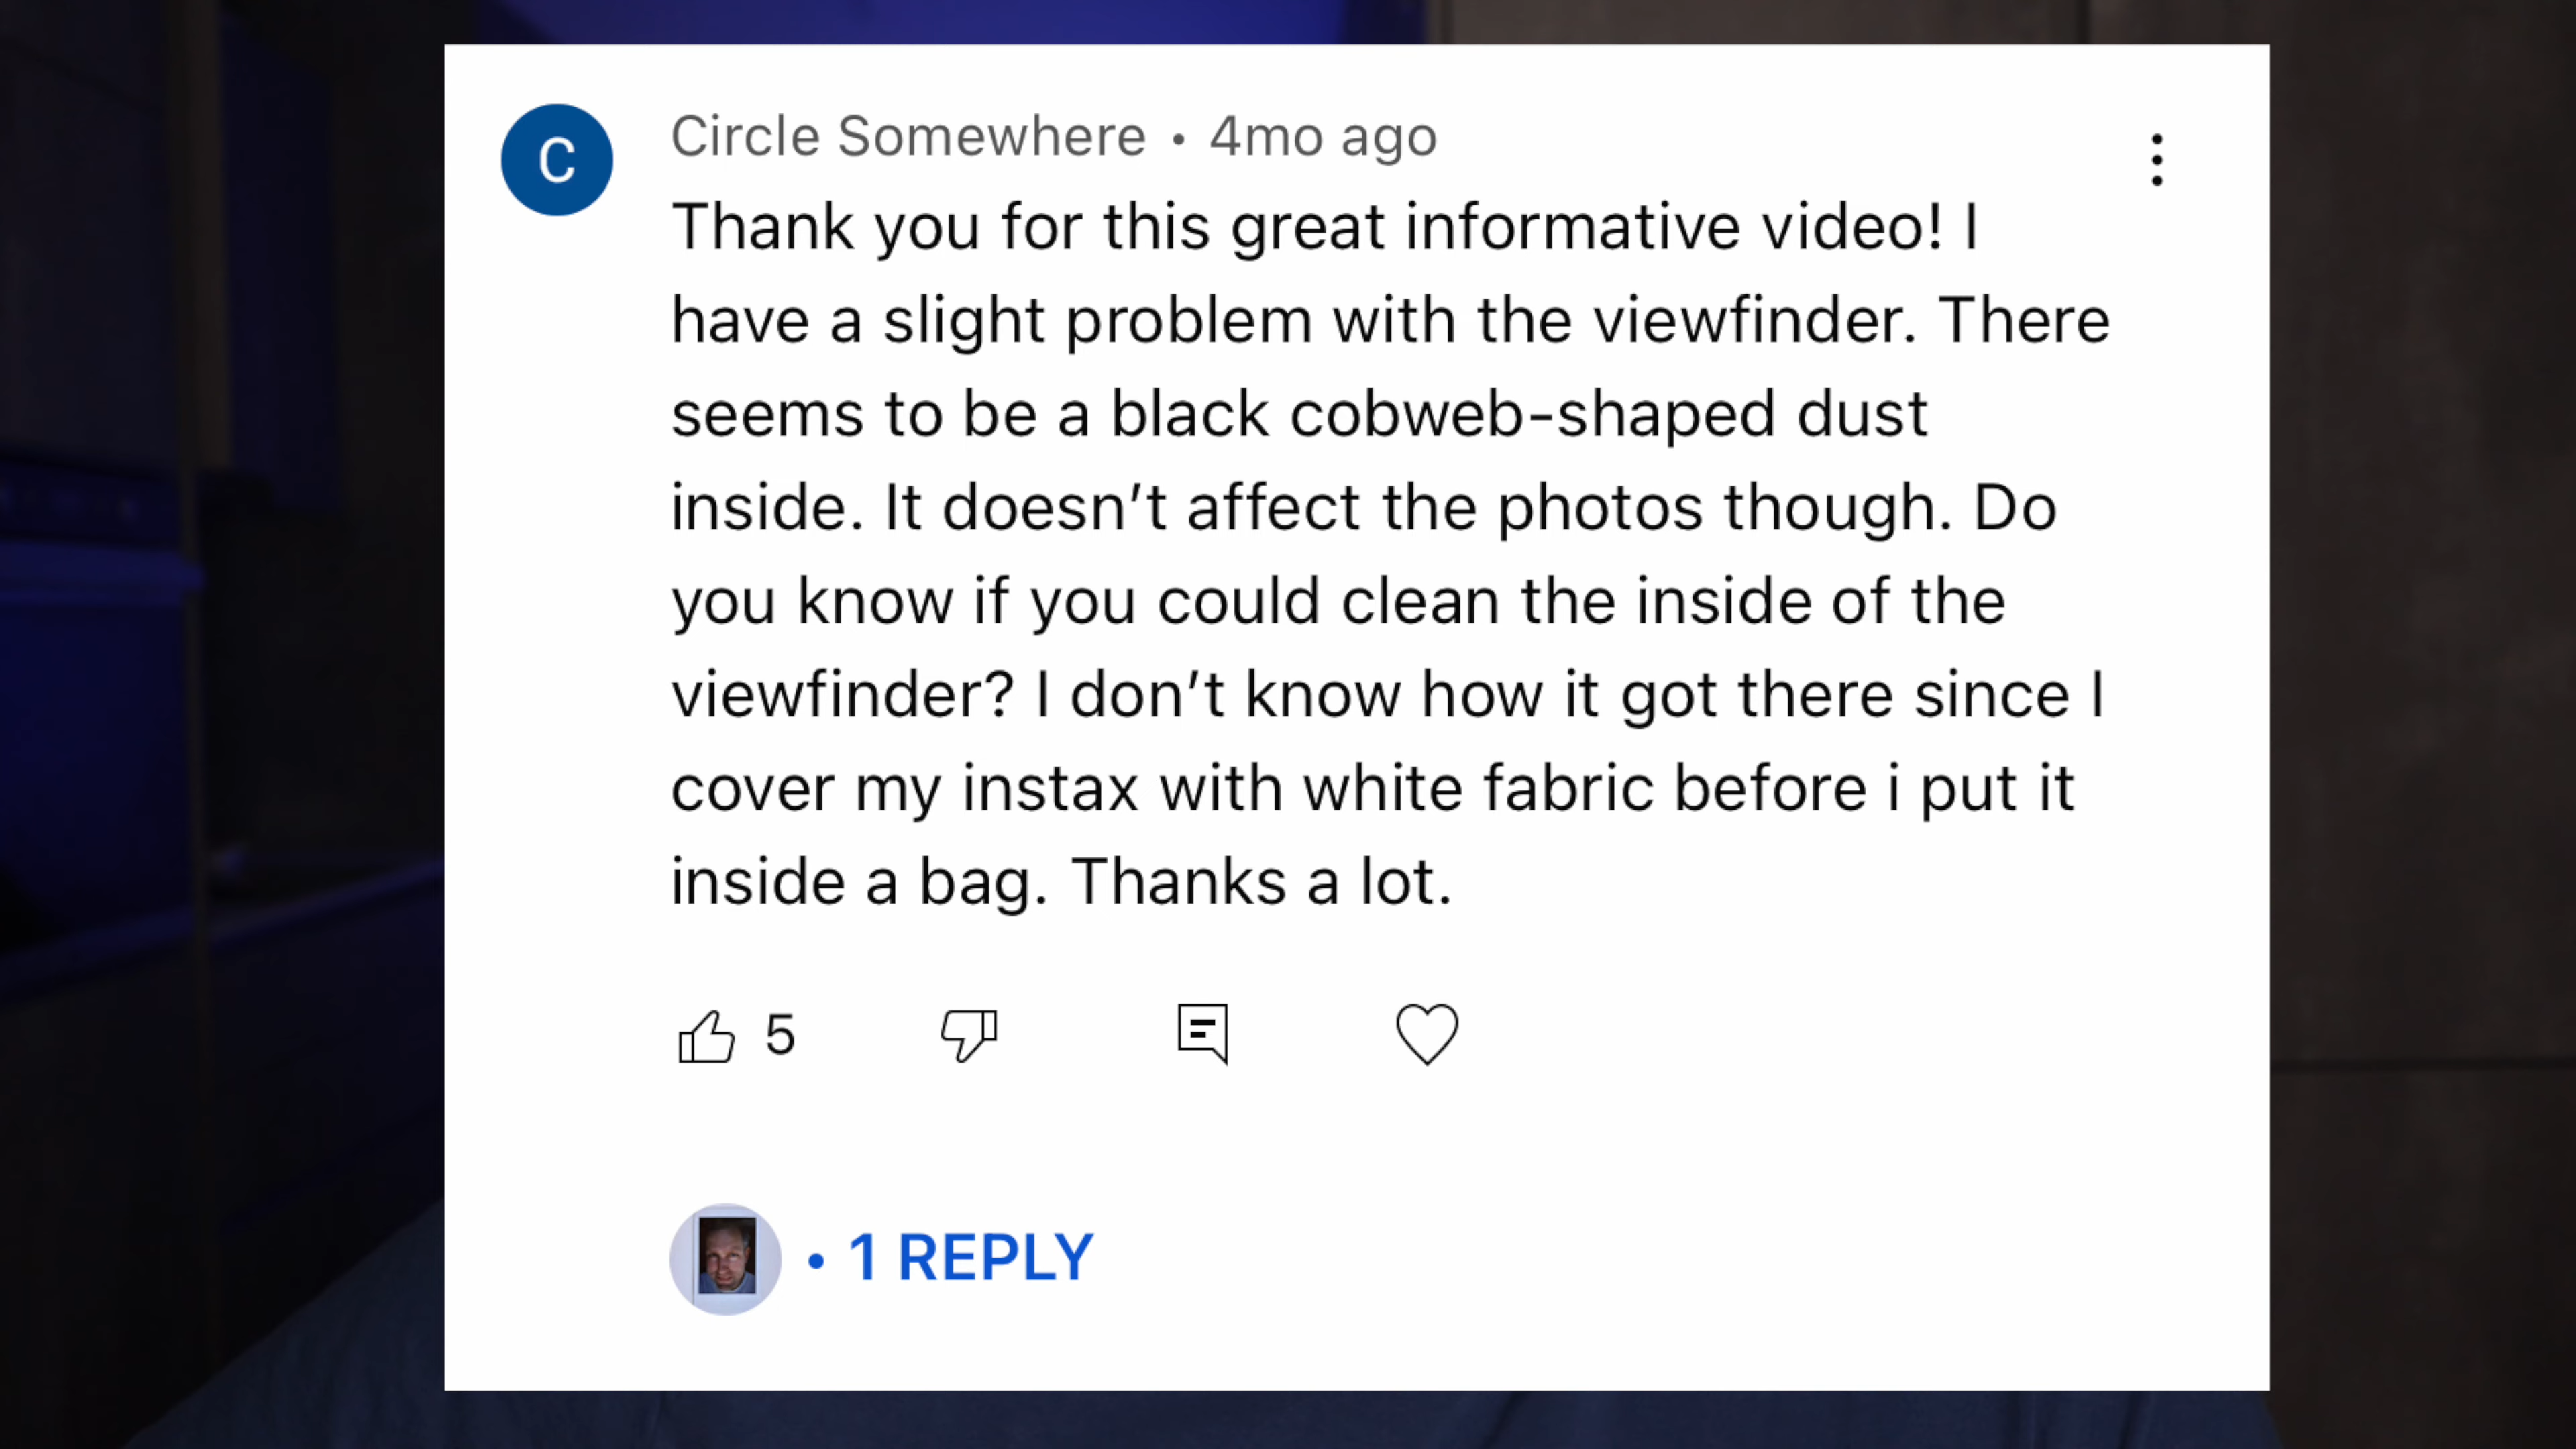 C
Circle Somewhere • 4mo ago
Thank you for this great informative video! I
have a slight problem with the viewfinder. There
seems to be a black cobweb-shaped dust
inside. It doesn't affect the photos though. Do
you know if you could clean the inside of the
viewfinder? I don't know how it got there since I
cover my instax with white fabric before i put it
inside a bag. Thanks a lot.
5
• 1 REPLY